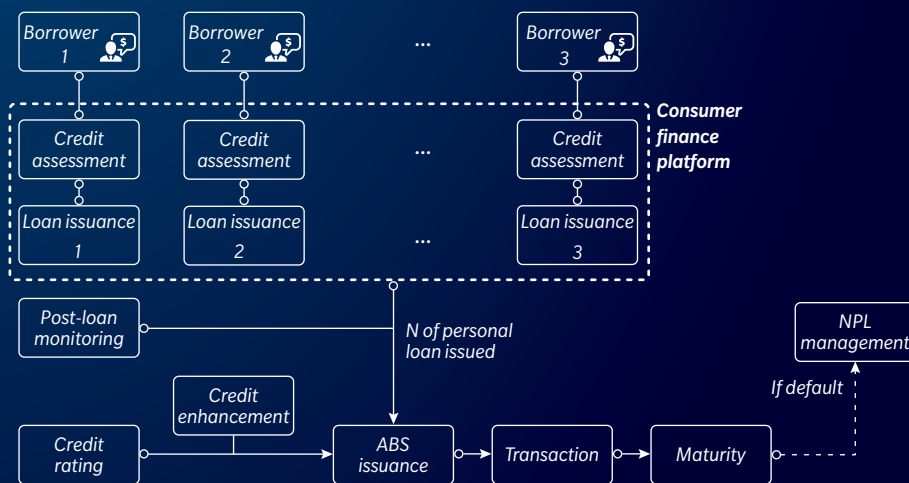 Borrower
1
$
Borrower
2
$
...
Borrower
3
$
Consumer
finance
platform
Credit
assessment
Credit
assessment
...
Credit
assessment
Loan issuance
1
Loan issuance
2
...
Loan issuance
3
Post-loan
monitoring
N of personal
loan issued
NPL
management
If default
Credit
enhancement
Credit
rating
ABS
issuance
Transaction
Maturity